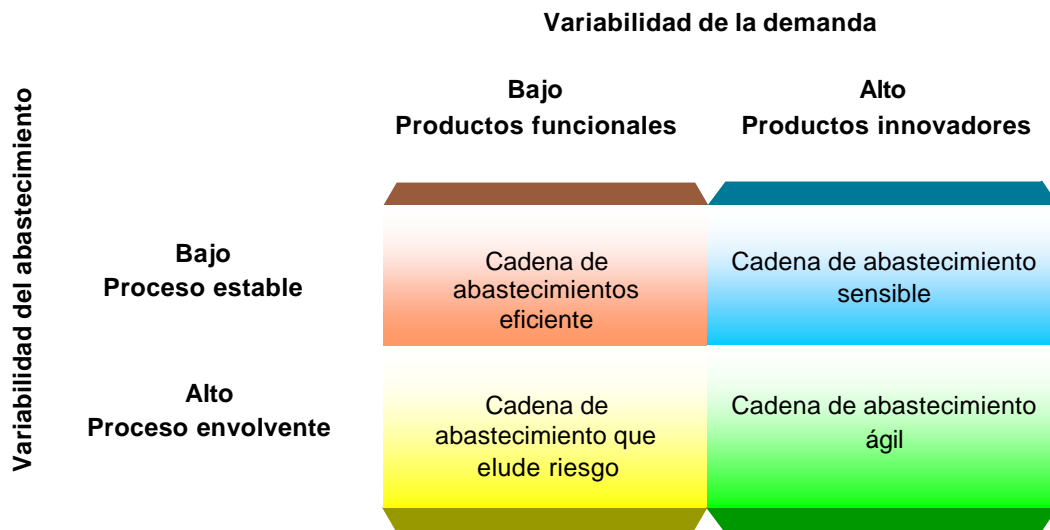 Variabilidad de la demanda
Bajo
Productos funcionales
Alto
Productos innovadores
Variabilidad del abastecimiento
Bajo
Proceso estable
Cadena de
abastecimientos
eficiente
Cadena de abastecimiento
sensible
Alto
Proceso envolvente
Cadena de
abastecimiento que
elude riesgo
Cadena de abastecimiento
ágil